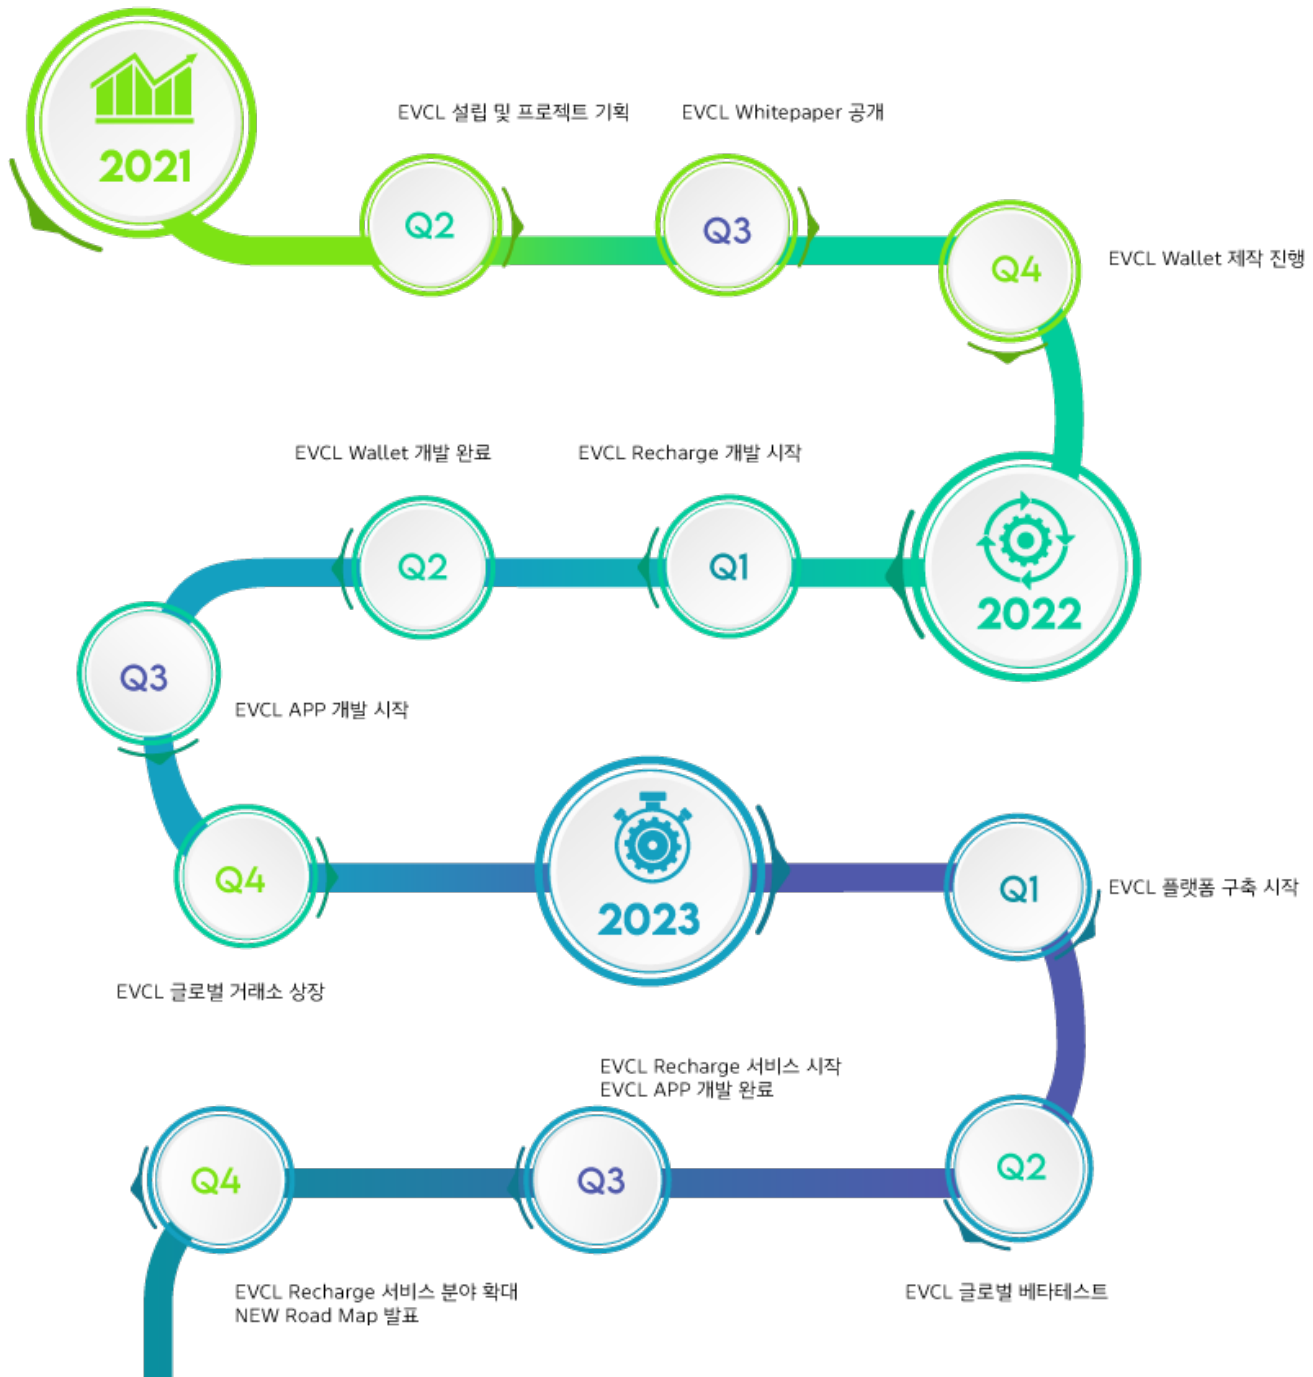 2021
EVCL 설립 및 프로젝트 기획
Q2
EVCL Whitepaper 공개
Q3
Q4
EVCL Wallet 제작 진행
2022
EVCL Recharge 개발 시작
Q1
EVCL Wallet 개발 완료
Q2
Q3
EVCL APP 개발 시작
Q4
EVCL 글로벌 거래소 상장
2023
Q1
EVCL 플랫폼 구축 시작
Q2
EVCL 글로벌 베타테스트
EVCL Recharge 서비스 시작
EVCL APP 개발 완료
Q3
Q4
EVCL Recharge 서비스 분야 확대
NEW Road Map 발표